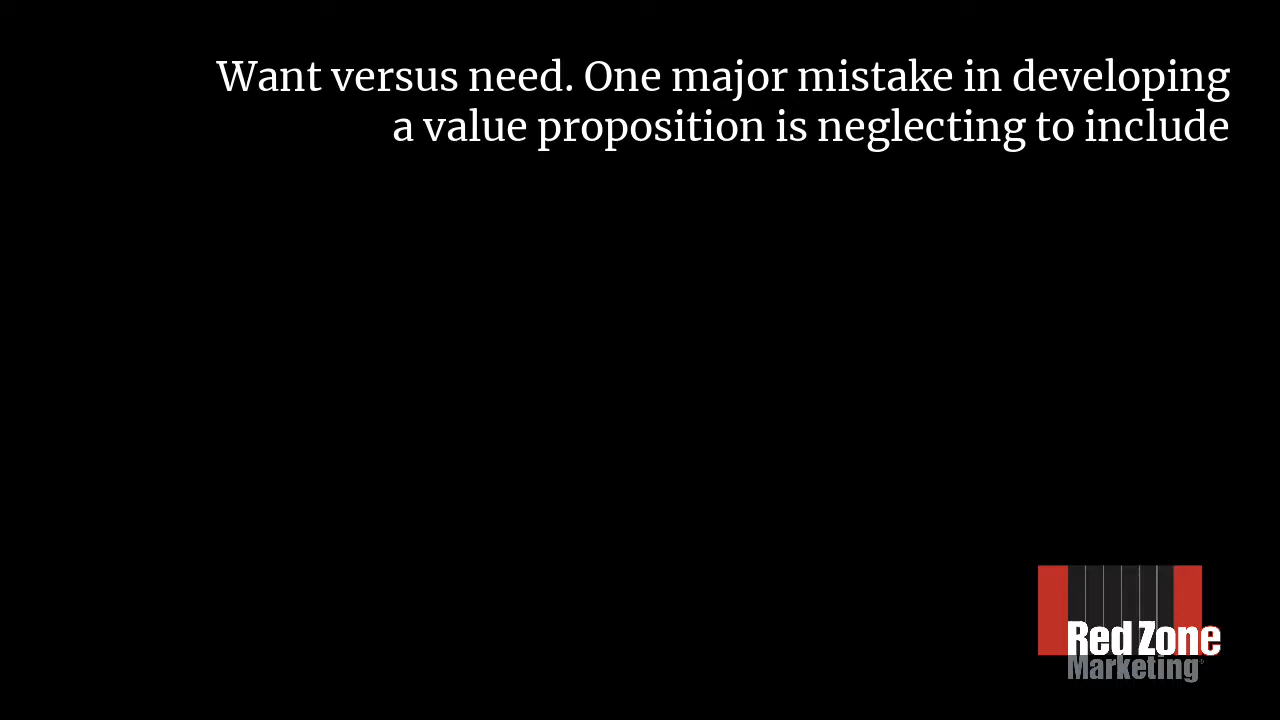 Want versus need. One major mistake in developing
a value proposition is neglecting to include
Red Zone
Marketing